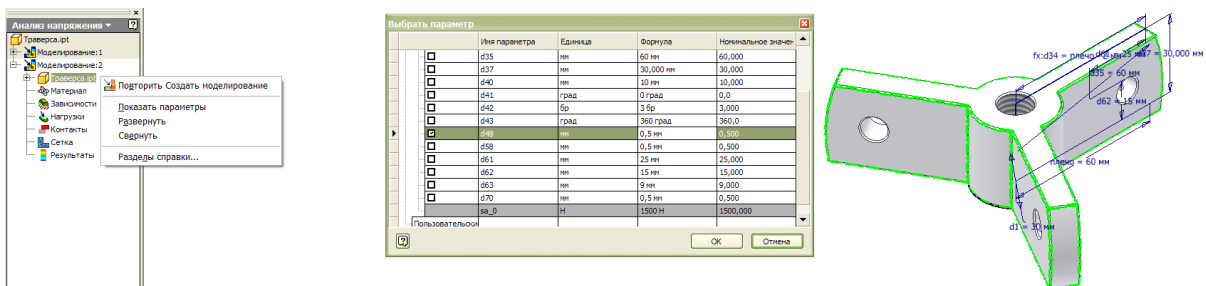 Анализ напряжения
Траверса.ipt
Моделирование:1
Моделирование:2
Траверса.ipt
Материал
Зависимости
Нагрузки
Контакты
Сетка
Результаты
Повторить Создать моделирование
Показать параметры
Развернуть
Свернуть
Разделы справки...
Выбрать параметр
Имя параметра Единица Формула Номинальное значен
d35 мм 60 мм 60,000
d37 мм 30,000 мм 30,000
d40 мм 10 мм 10,000
d41 град 0 град 0,0
d42 бр 3 бр 3,000
d43 град 360 град 360,0
d48 мм 0,5 мм 0,500
d58 мм 0,5 мм 0,500
d61 мм 25 мм 25,000
d62 мм 15 мм 15,000
d63 мм 9 мм 9,000
d70 мм 0,5 мм 0,500
sa_0 Н 1500 Н 1500,000
Пользовательски
OK Отмена
fx:d34 = плечо
25 мм
= 30,000 мм
d35 = 60 мм
d62 = 15 мм
плечо = 60 мм
d1 = 30 мм